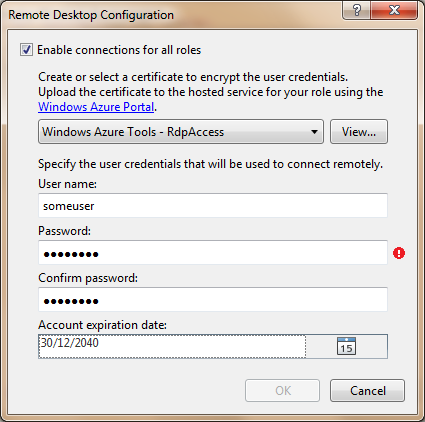 Remote Desktop Configuration
Enable connections for all roles
Create or select a certificate to encrypt the user credentials.
Upload the certificate to the hosted service for your role using the
Windows Azure Portal.
Windows Azure Tools - RdpAccess
View...
Specify the user credentials that will be used to connect remotely.
User name:
someuser
Password:
●●●●●●●●
Confirm password:
●●●●●●●●
Account expiration date:
30/12/2040
15
OK
Cancel